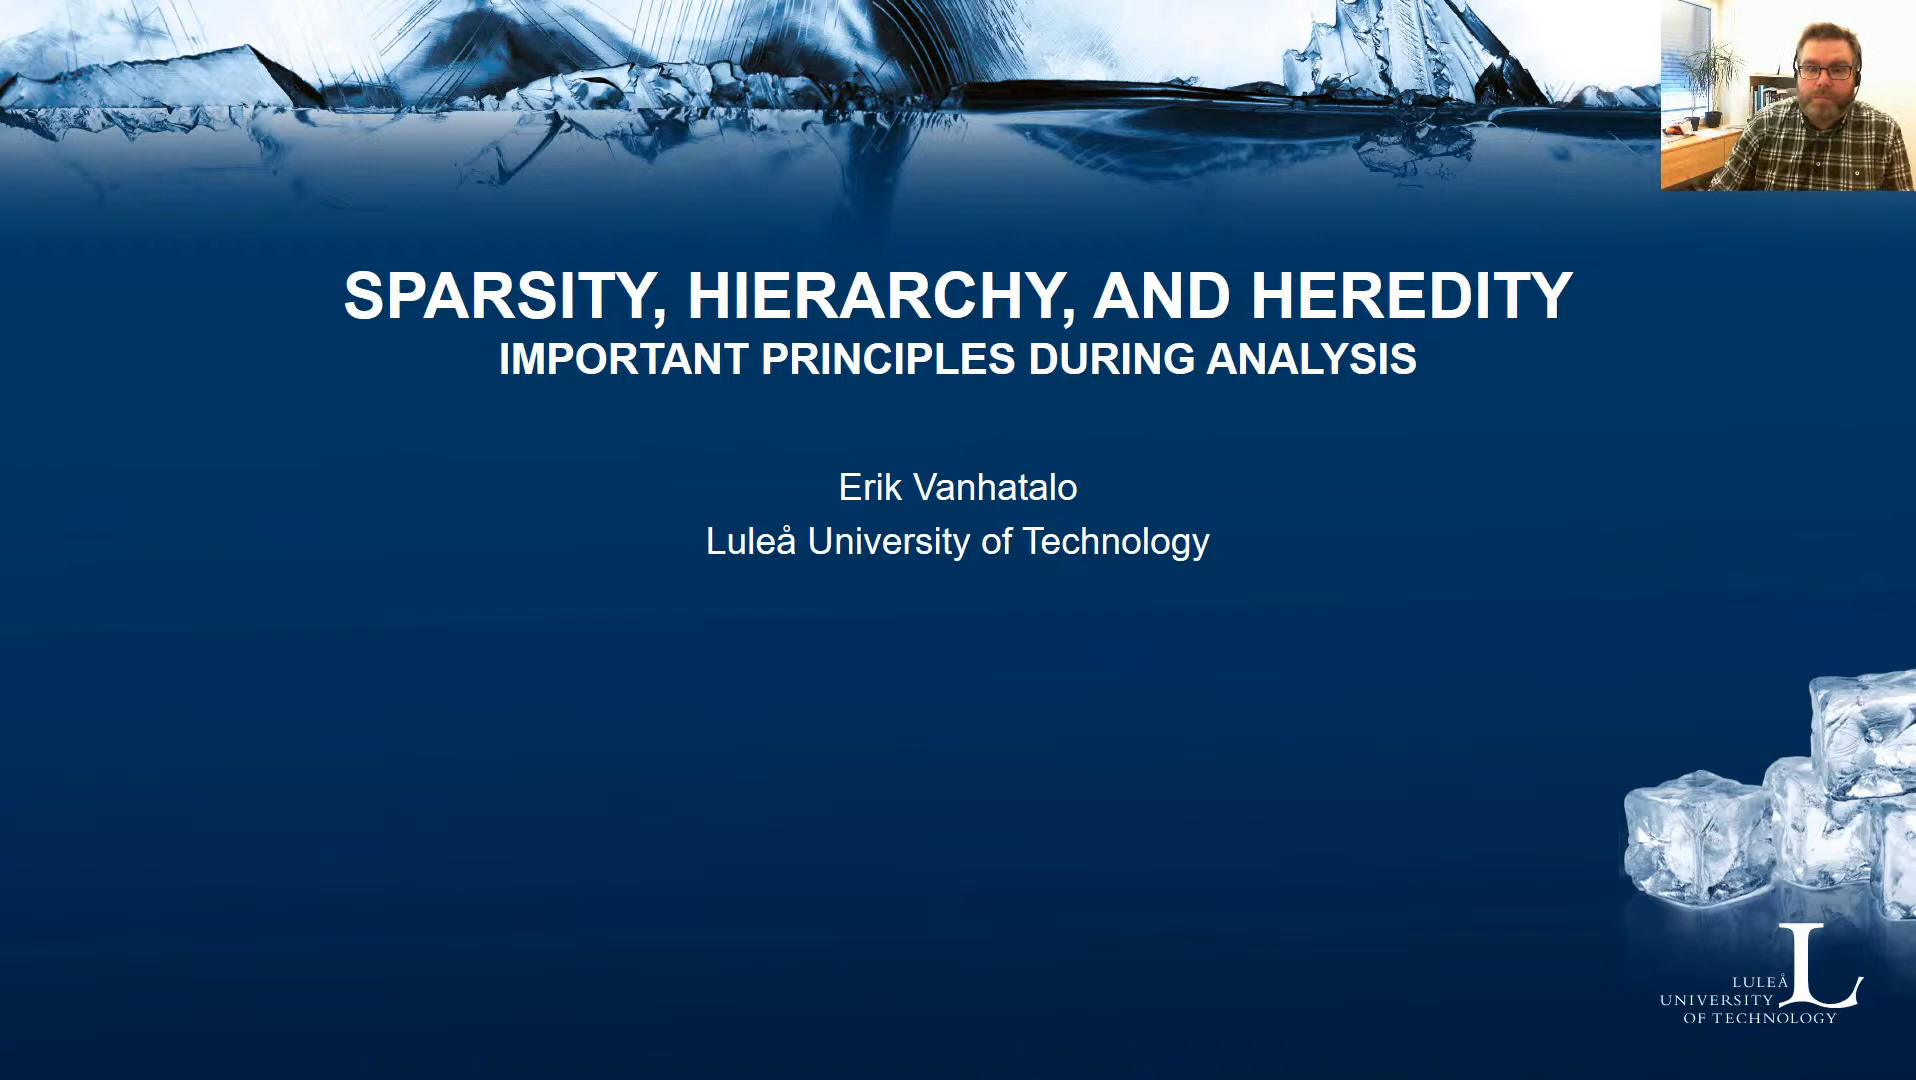 SPARSITY, HIERARCHY, AND HEREDITY
IMPORTANT PRINCIPLES DURING ANALYSIS
Erik Vanhatalo
Luleå University of Technology
LULEÅ
UNIVERSITY
OF TECHNOLOGY